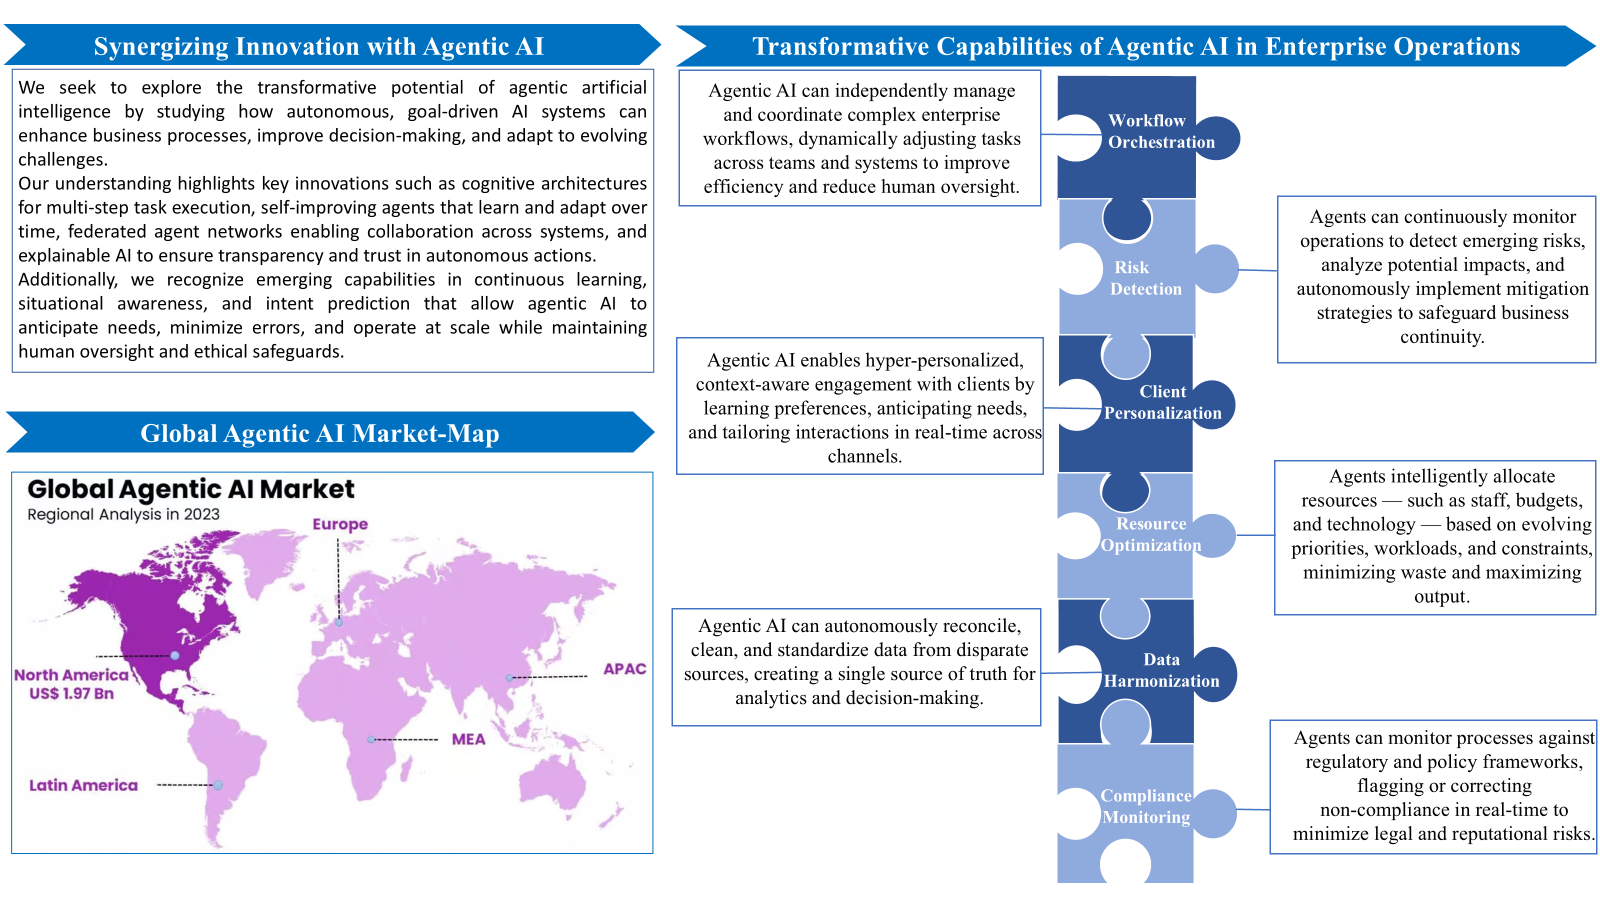 Synergizing Innovation with Agentic AI
We seek to explore the transformative potential of agentic artificial
intelligence by studying how autonomous, goal-driven AI systems can
enhance business processes, improve decision-making, and adapt to evolving
challenges.
Our understanding highlights key innovations such as cognitive architectures
for multi-step task execution, self-improving agents that learn and adapt over
time, federated agent networks enabling collaboration across systems, and
explainable AI to ensure transparency and trust in autonomous actions.
Additionally, we recognize emerging capabilities in continuous learning,
situational awareness, and intent prediction that allow agentic AI to
anticipate needs, minimize errors, and operate at scale while maintaining
human oversight and ethical safeguards.
Global Agentic AI Market-Map
Global Agentic AI Market
Regional Analysis in 2023
Europe
North America
US$ 1.97 Bn
APAC
MEA
Latin America
Transformative Capabilities of Agentic AI in Enterprise Operations
Agentic AI can independently manage
and coordinate complex enterprise
workflows, dynamically adjusting tasks
across teams and systems to improve
efficiency and reduce human oversight.
Workflow
Orchestration
Risk
Detection
Agents can continuously monitor
operations to detect emerging risks,
analyze potential impacts, and
autonomously implement mitigation
strategies to safeguard business
continuity.
Agentic AI enables hyper-personalized,
context-aware engagement with clients by
learning preferences, anticipating needs,
and tailoring interactions in real-time across
channels.
Client
Personalization
Resource
Optimization
Agents intelligently allocate
resources — such as staff, budgets,
and technology — based on evolving
priorities, workloads, and constraints,
minimizing waste and maximizing
output.
Agentic AI can autonomously reconcile,
clean, and standardize data from disparate
sources, creating a single source of truth for
analytics and decision-making.
Data
Harmonization
Compliance
Monitoring
Agents can monitor processes against
regulatory and policy frameworks,
flagging or correcting
non-compliance in real-time to
minimize legal and reputational risks.